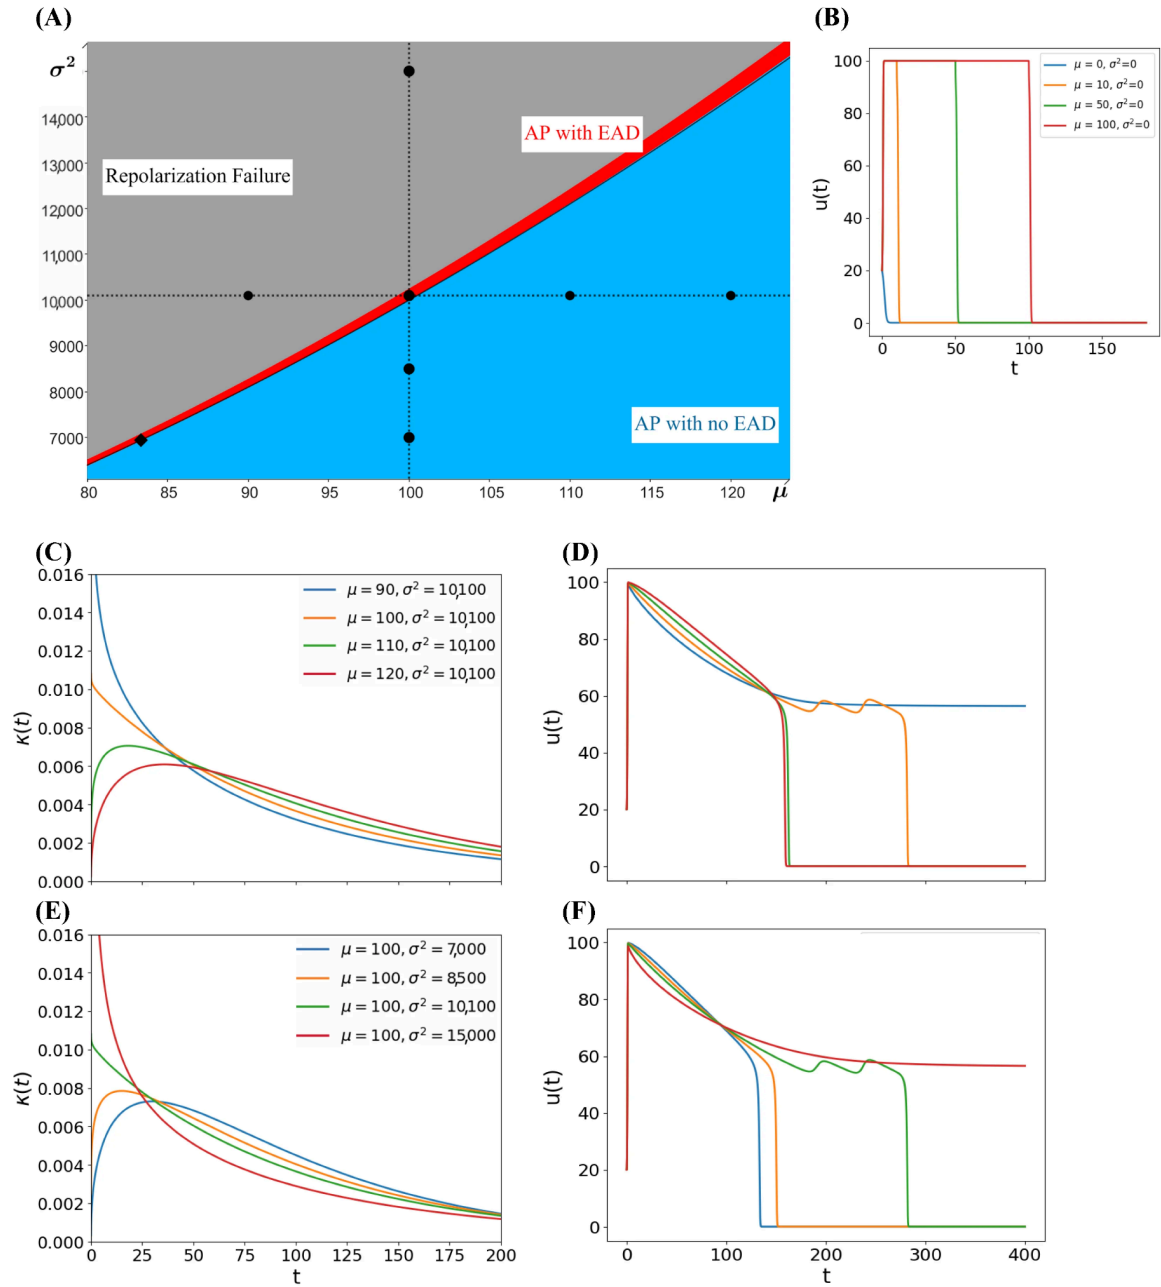 (A)
σ²
14,000
13,000
12,000
11,000
10,000
9000
8000
7000
80 85 90 95 100 105 110 115 120
μ
Repolarization Failure
AP with EAD
AP with no EAD
(B)
u(t)
100
80
60
40
20
0
0 50 100 150
t
μ = 0, σ²=0
μ = 10, σ²=0
μ = 50, σ²=0
μ = 100, σ²=0
(C)
κ(t)
0.016
0.014
0.012
0.010
0.008
0.006
0.004
0.002
0.000
μ = 90, σ² = 10,100
μ = 100, σ² = 10,100
μ = 110, σ² = 10,100
μ = 120, σ² = 10,100
(D)
u(t)
100
80
60
40
20
0
(E)
κ(t)
0.016
0.014
0.012
0.010
0.008
0.006
0.004
0.002
0.000
0 25 50 75 100 125 150 175 200
t
μ = 100, σ² = 7,000
μ = 100, σ² = 8,500
μ = 100, σ² = 10,100
μ = 100, σ² = 15,000
(F)
u(t)
100
80
60
40
20
0
0 100 200 300 400
t